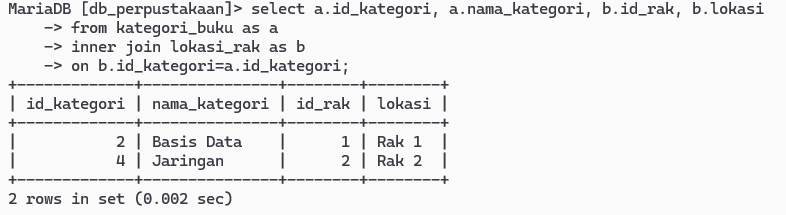 MariaDB [db_perpustakaan]> select a.id_kategori, a.nama_kategori, b.id_rak, b.lokasi
    -> from kategori_buku as a
    -> inner join lokasi_rak as b
    -> on b.id_kategori=a.id_kategori;
+-------------+---------------+--------+--------+
| id_kategori | nama_kategori | id_rak | lokasi |
+-------------+---------------+--------+--------+
|           2 | Basis Data    |      1 | Rak 1  |
|           4 | Jaringan      |      2 | Rak 2  |
+-------------+---------------+--------+--------+
2 rows in set (0.002 sec)